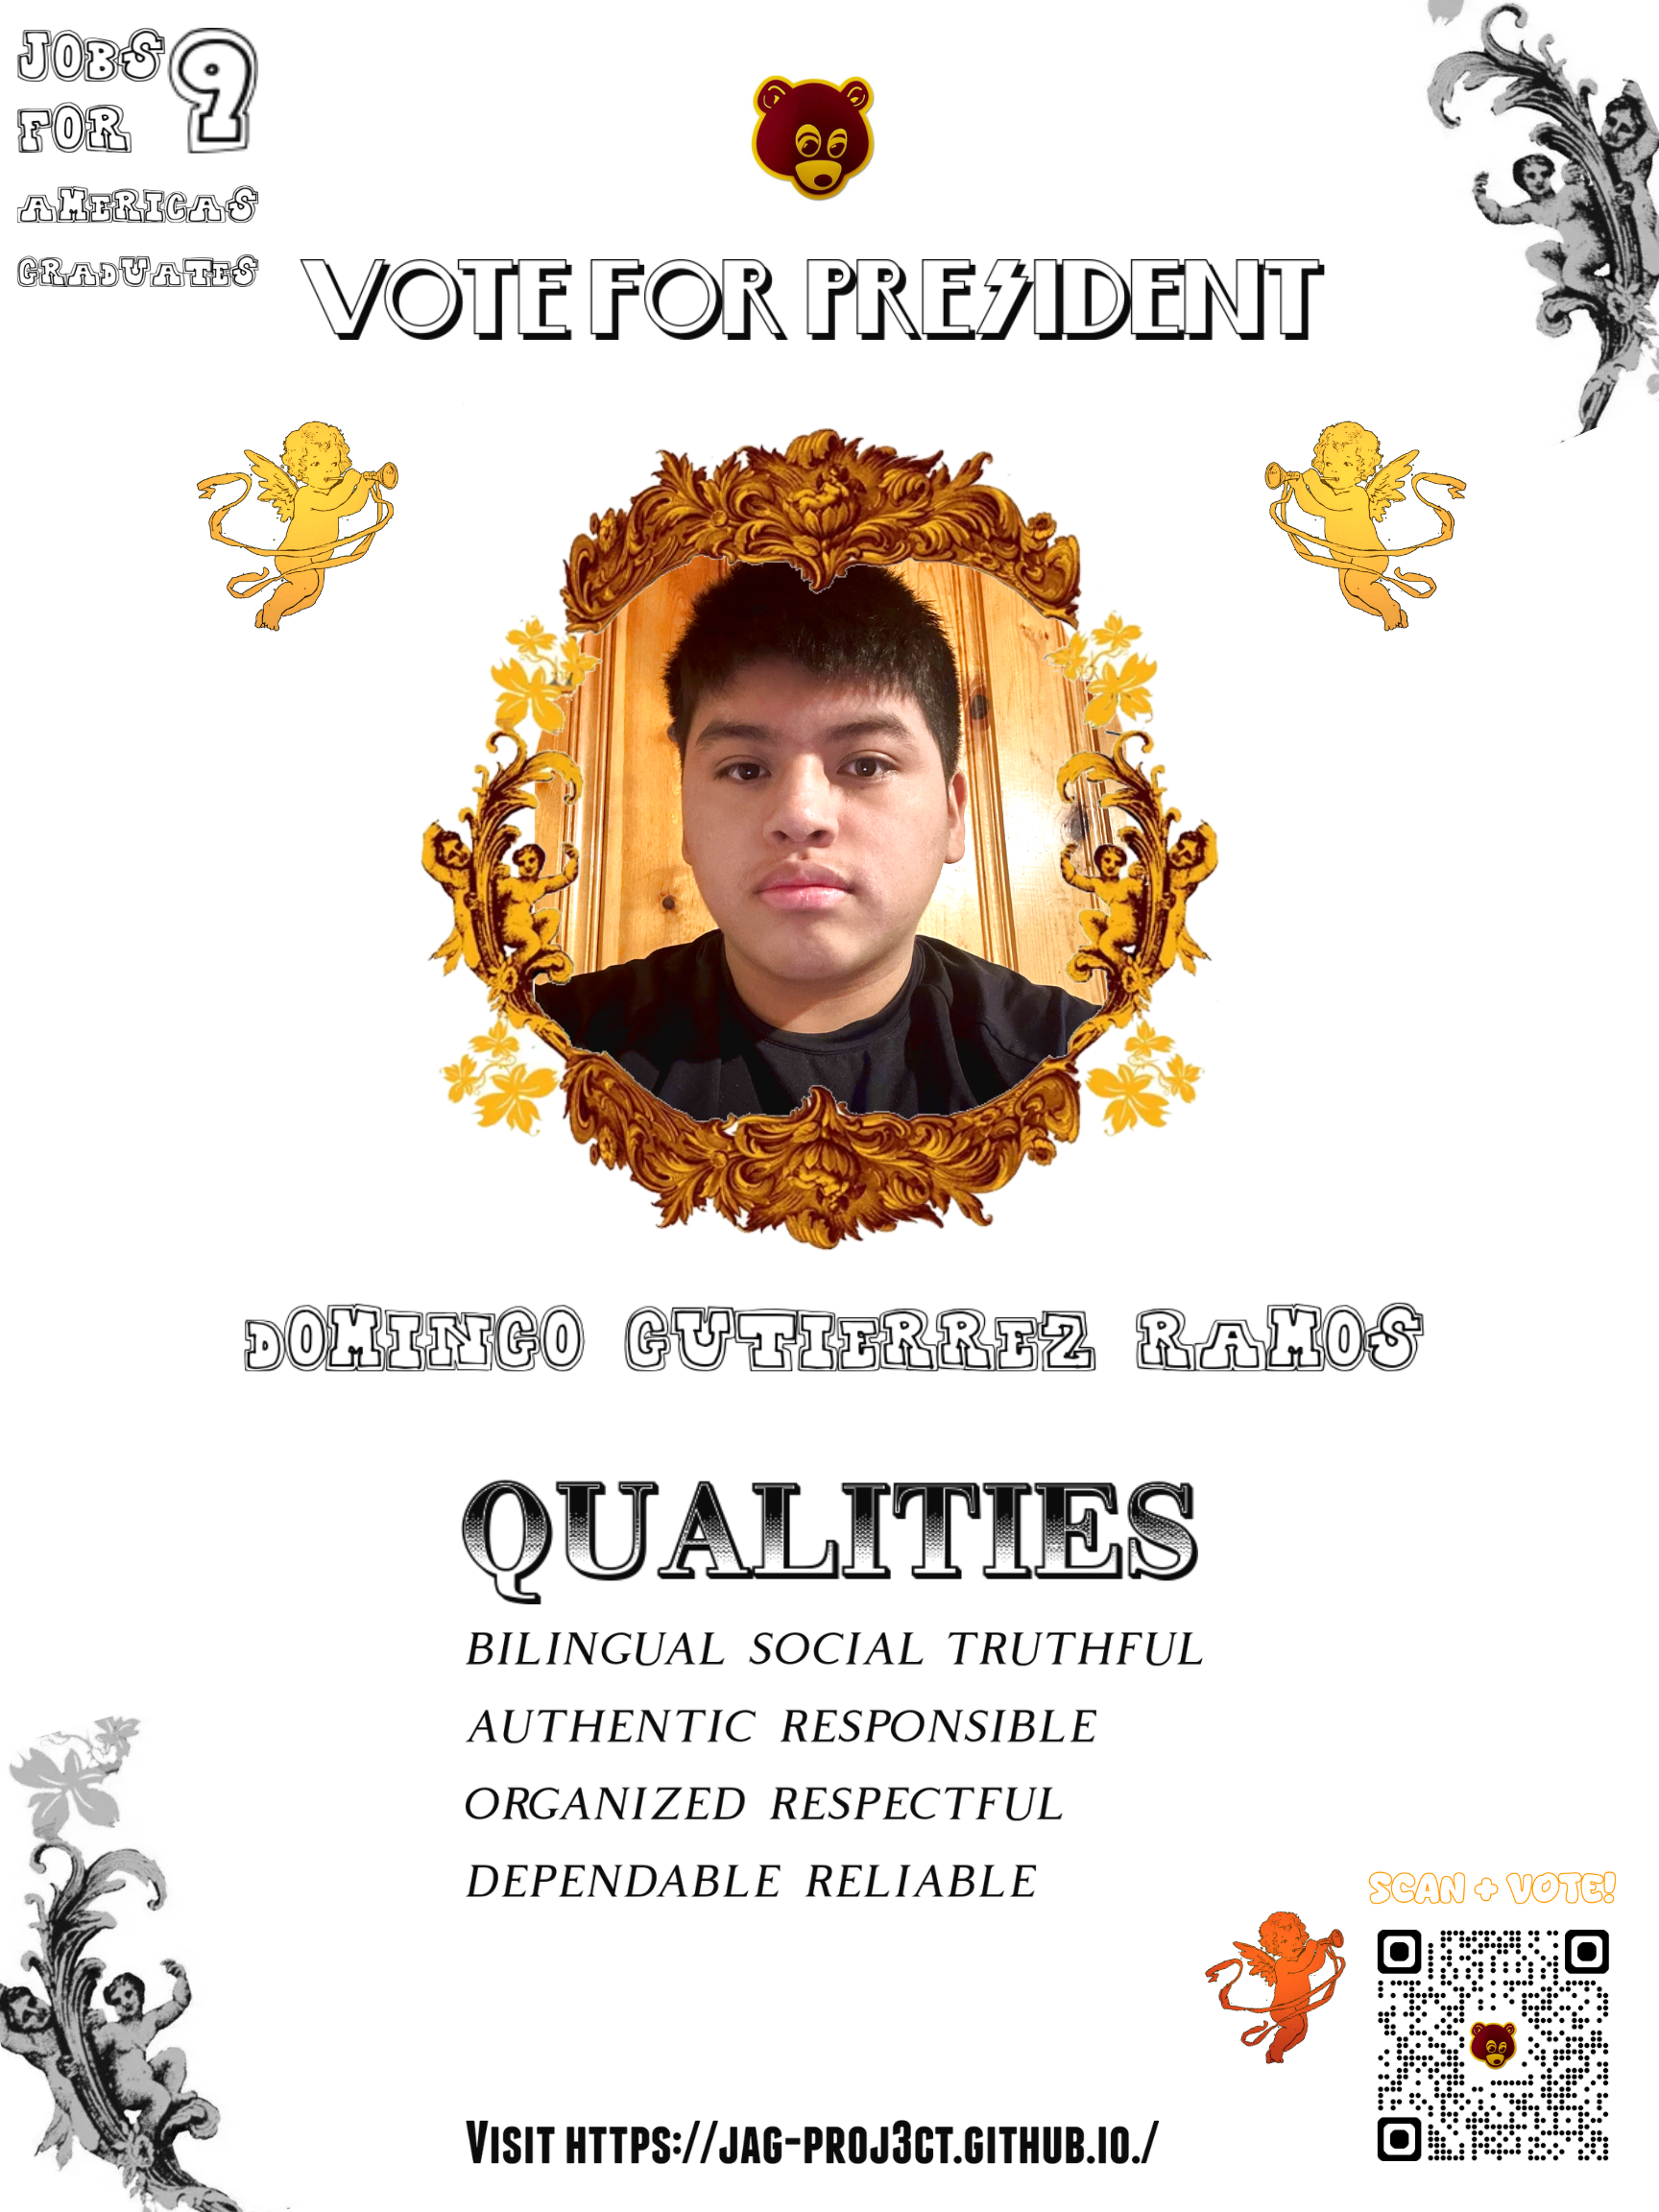 JOBS
FOR
9
AMERICAS
GRADUATES
VOTE FOR PRESIDENT
DOMINGO GUTIERREZ RAMOS
QUALITIES
BILINGUAL SOCIAL TRUTHFUL
AUTHENTIC RESPONSIBLE
ORGANIZED RESPECTFUL
DEPENDABLE RELIABLE
SCAN + VOTE!
VISIT HTTPS://JAG-PROJ3CT.GITHUB.IO./